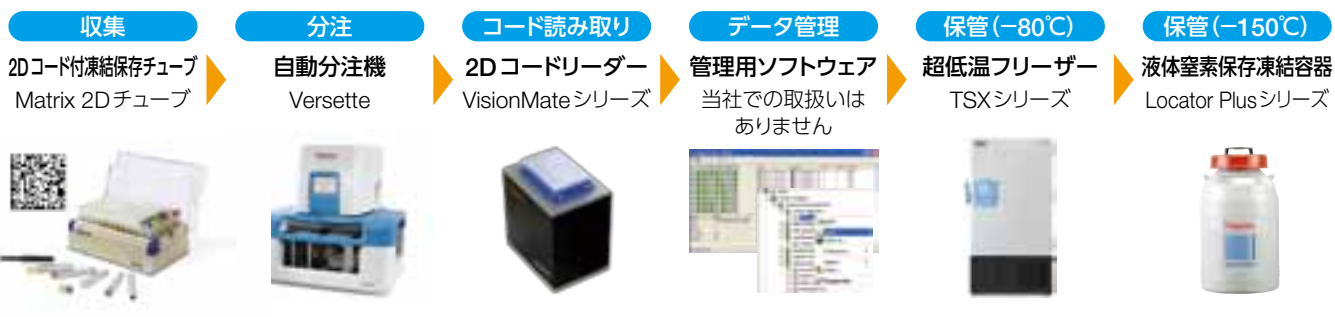 収集
2Dコード付凍結保存チューブ
Matrix 2Dチューブ
分注
自動分注機
Versette
コード読み取り
2Dコードリーダー
VisionMateシリーズ
データ管理
管理用ソフトウェア
当社での取扱いは
ありません
保管(−80℃)
超低温フリーザー
TSXシリーズ
保管(−150℃)
液体窒素保存凍結容器
Locator Plusシリーズ